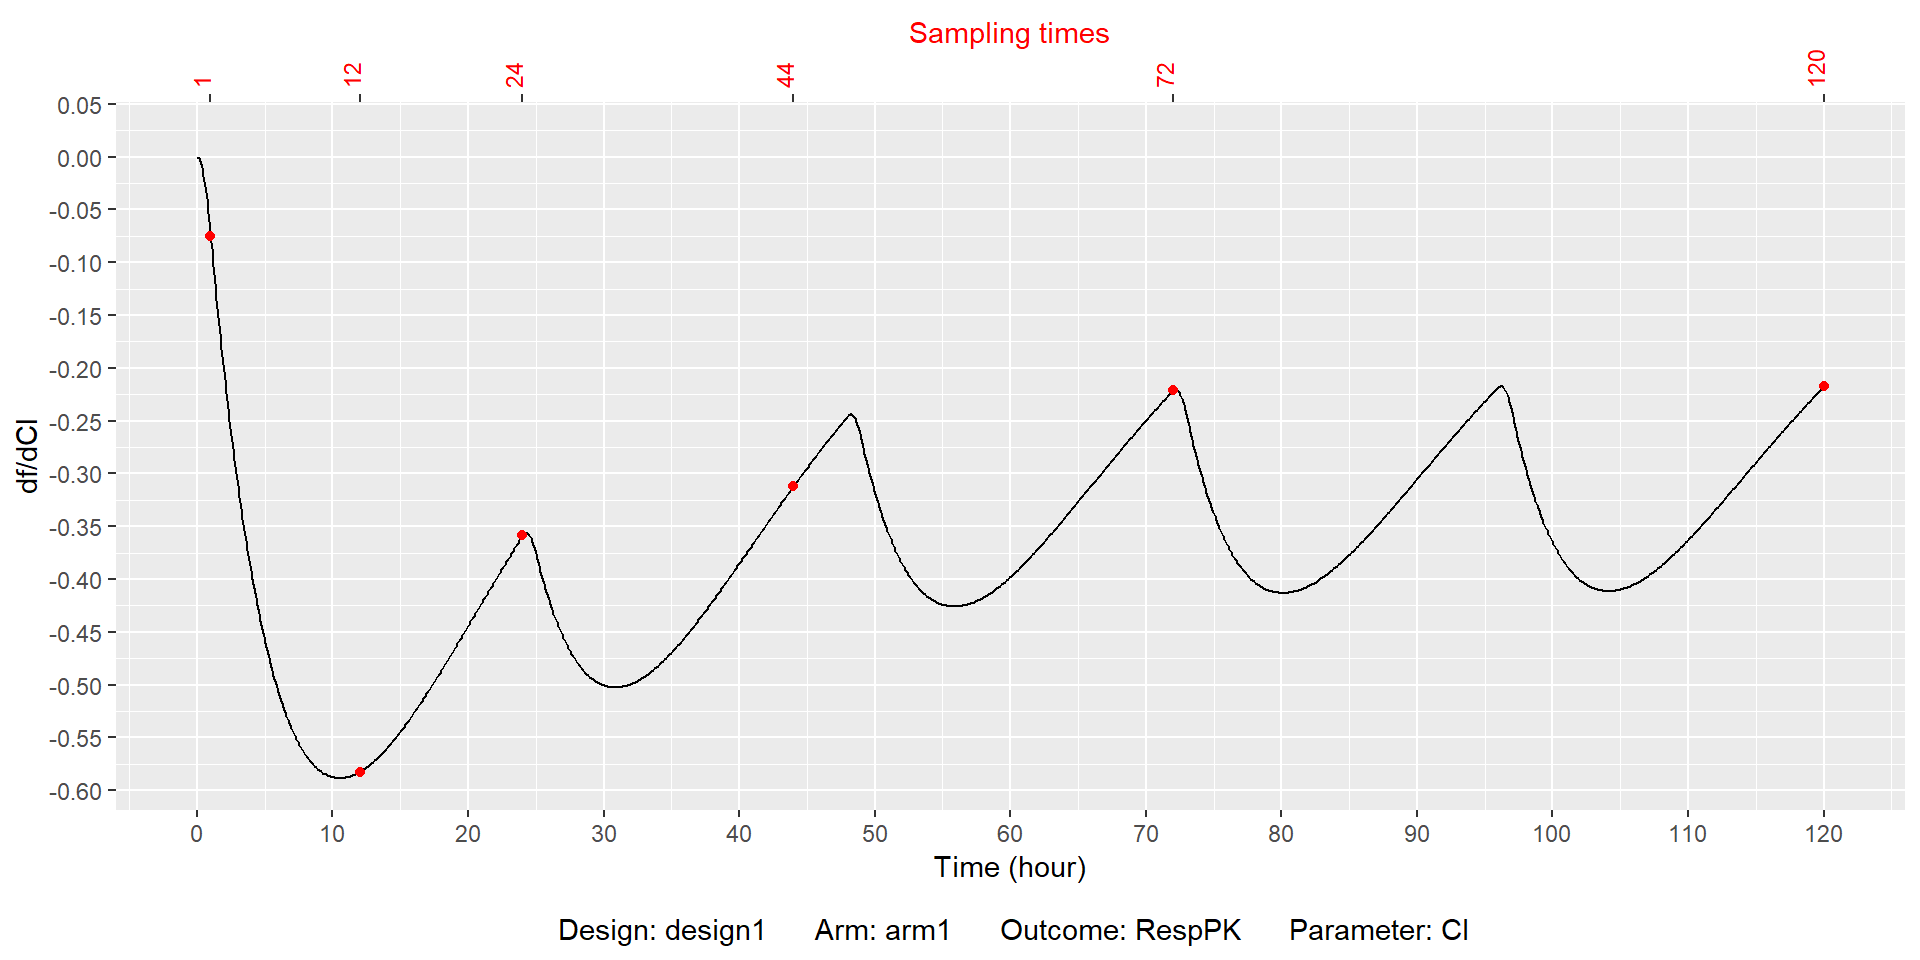 Sampling times
1 12 24 44 72 120
0.05
0.00
-0.05
-0.10
-0.15
-0.20
-0.25
-0.30
-0.35
-0.40
-0.45
-0.50
-0.55
-0.60
df/dCl
0 10 20 30 40 50 60 70 80 90 100 110 120
Time (hour)
Design: design1 Arm: arm1 Outcome: RespPK Parameter: Cl